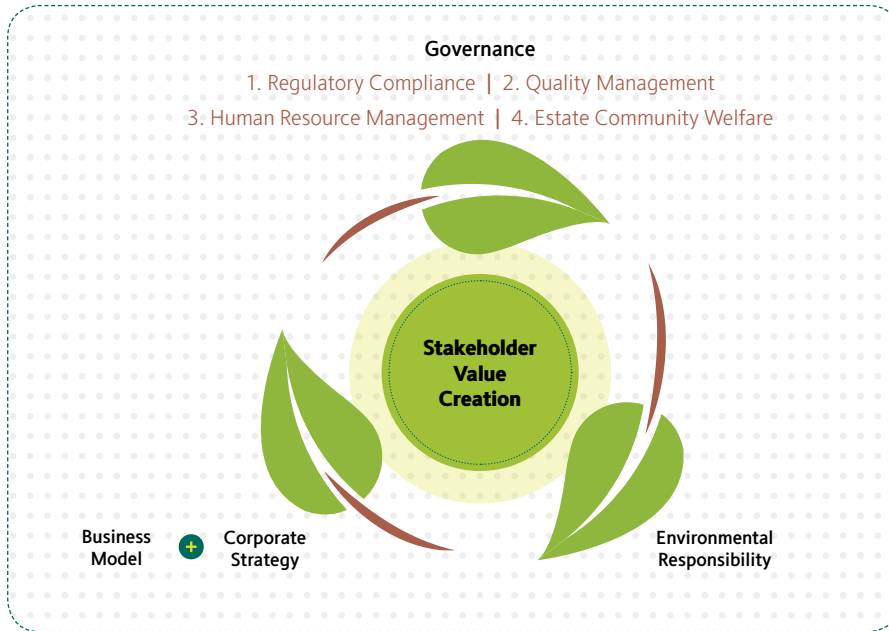 Governance
1. Regulatory Compliance | 2. Quality Management
3. Human Resource Management | 4. Estate Community Welfare
Stakeholder
Value
Creation
Business
Model
+
Corporate
Strategy
Environmental
Responsibility